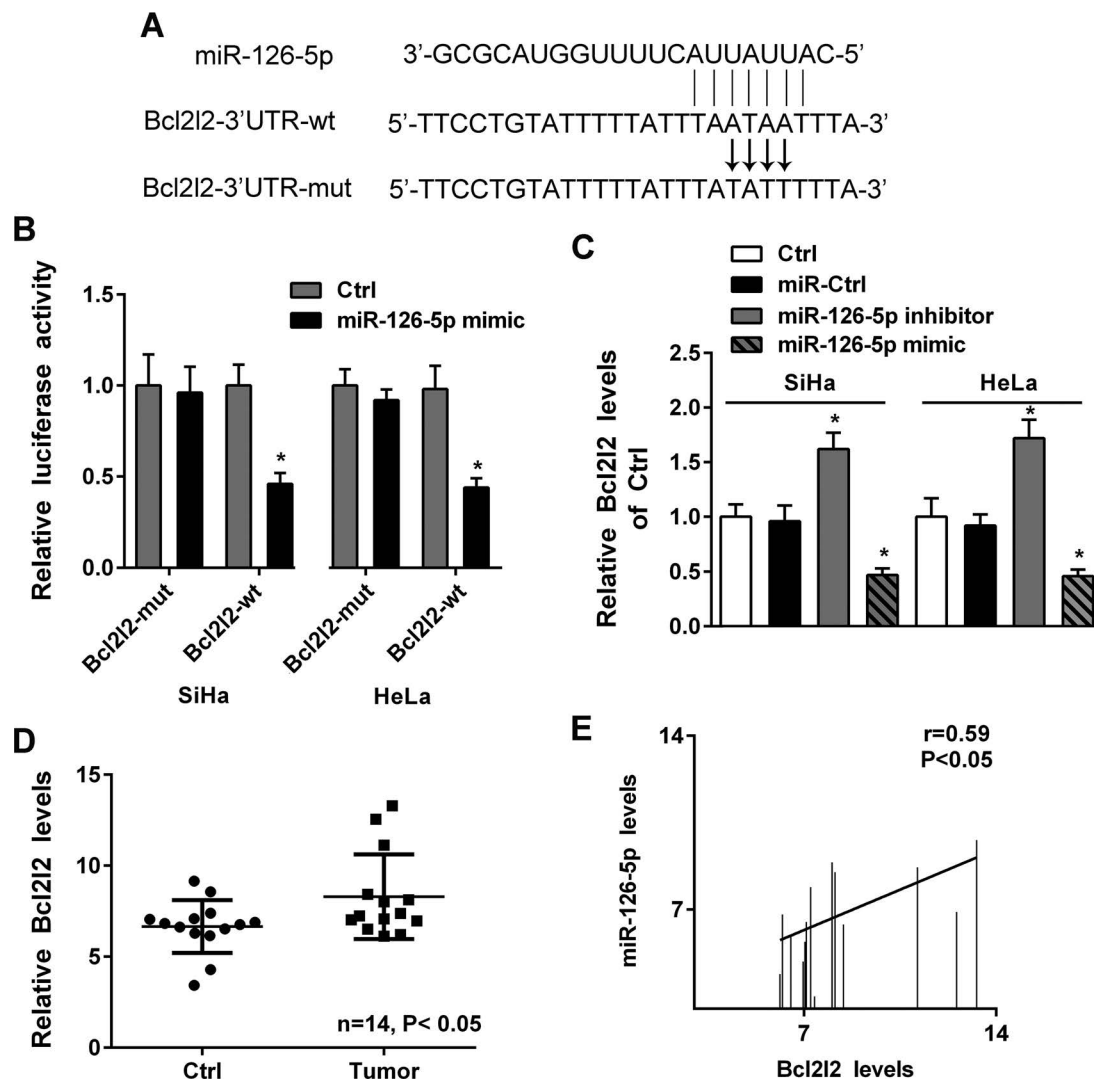 A
miR-126-5p 3’-GCGCAUGGUUUUCAUUAUUAC-5’
Bcl2l2-3’UTR-wt 5’-TTCCTGTATTTTTATTTAATAATTTA-3’
Bcl2l2-3’UTR-mut 5’-TTCCTGTATTTTTATTTATATTTTTA-3’
B
Relative luciferase activity
Ctrl
miR-126-5p mimic
1.5
1.0
0.5
0.0
Bcl2l2-mut
Bcl2l2-wt
Bcl2l2-mut
Bcl2l2-wt
SiHa
HeLa
*
*
C
Ctrl
miR-Ctrl
miR-126-5p inhibitor
miR-126-5p mimic
Relative Bcl2l2 levels
of Ctrl
2.5
2.0
1.5
1.0
0.5
0.0
SiHa
HeLa
*
*
*
*
D
Relative Bcl2l2 levels
15
10
5
0
n=14, P< 0.05
Ctrl
Tumor
E
miR-126-5p levels
14
7
r=0.59
P<0.05
7
14
Bcl2l2 levels